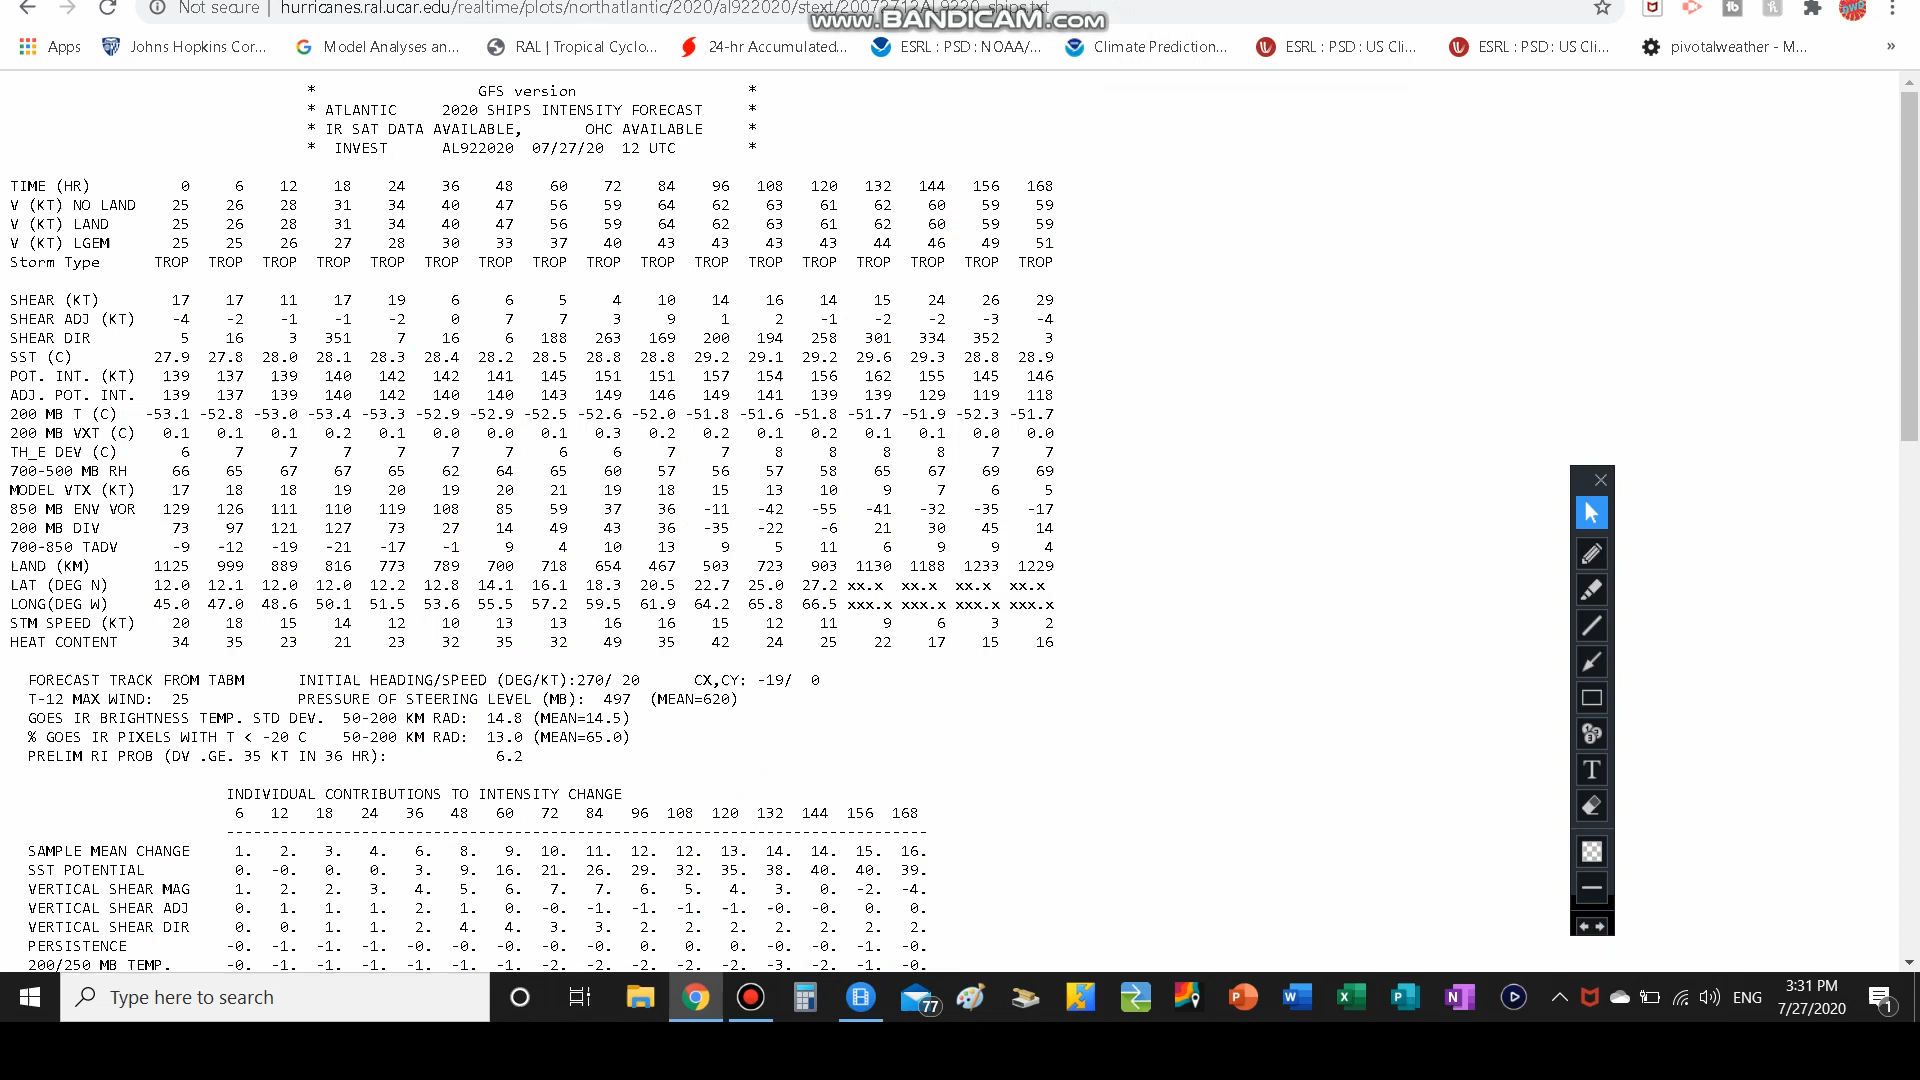 Not secure | hurricanes.ral.ucar.edu/realtime/plots/northatlantic/2020/al922020/stext/20072712AL9220_ships.txt
www.BANDICAM.com
Apps Johns Hopkins Cor... Model Analyses an... RAL | Tropical Cyclo... 24-hr Accumulated... ESRL : PSD : NOAA/... Climate Prediction... ESRL : PSD : US Cli... ESRL : PSD : US Cli... pivotalweather - M... »
* GFS version *
* ATLANTIC 2020 SHIPS INTENSITY FORECAST *
* IR SAT DATA AVAILABLE, OHC AVAILABLE *
* INVEST AL922020 07/27/20 12 UTC *
TIME (HR) 0 6 12 18 24 36 48 60 72 84 96 108 120 132 144 156 168
V (KT) NO LAND 25 26 28 31 34 40 47 56 59 64 62 63 61 62 60 59 59
V (KT) LAND 25 26 28 31 34 40 47 56 59 64 62 63 61 62 60 59 59
V (KT) LGEM 25 25 26 27 28 30 33 37 40 43 43 43 43 44 46 49 51
Storm Type TROP TROP TROP TROP TROP TROP TROP TROP TROP TROP TROP TROP TROP TROP TROP TROP TROP
SHEAR (KT) 17 17 11 17 19 6 6 5 4 10 14 16 14 15 24 26 29
SHEAR ADJ (KT) -4 -2 -1 -1 -2 0 7 7 3 9 1 2 -1 -2 -2 -3 -4
SHEAR DIR 5 16 3 351 7 16 6 188 263 169 200 194 258 301 334 352 3
SST (C) 27.9 27.8 28.0 28.1 28.3 28.4 28.2 28.5 28.8 28.8 29.2 29.1 29.2 29.6 29.3 28.8 28.9
POT. INT. (KT) 139 137 139 140 142 142 141 145 151 151 157 154 156 162 155 145 146
ADJ. POT. INT. 139 137 139 140 142 140 140 143 149 146 149 141 139 139 129 119 118
200 MB T (C) -53.1 -52.8 -53.0 -53.4 -53.3 -52.9 -52.9 -52.5 -52.6 -52.0 -51.8 -51.6 -51.8 -51.7 -51.9 -52.3 -51.7
200 MB VXT (C) 0.1 0.1 0.1 0.2 0.1 0.0 0.0 0.1 0.3 0.2 0.2 0.1 0.2 0.1 0.1 0.0 0.0
TH_E DEV (C) 6 7 7 7 7 7 7 6 6 7 7 8 8 8 8 7 7
700-500 MB RH 66 65 67 67 65 62 64 65 60 57 56 57 58 65 67 69 69
MODEL VTX (KT) 17 18 18 19 20 19 20 21 19 18 15 13 10 9 7 6 5
850 MB ENV VOR 129 126 111 110 119 108 85 59 37 36 -11 -42 -55 -41 -32 -35 -17
200 MB DIV 73 97 121 127 73 27 14 49 43 36 -35 -22 -6 21 30 45 14
700-850 TADV -9 -12 -19 -21 -17 -1 9 4 10 13 9 5 11 6 9 9 4
LAND (KM) 1125 999 889 816 773 789 700 718 654 467 503 723 903 1130 1188 1233 1229
LAT (DEG N) 12.0 12.1 12.0 12.0 12.2 12.8 14.1 16.1 18.3 20.5 22.7 25.0 27.2 xx.x xx.x xx.x xx.x
LONG(DEG W) 45.0 47.0 48.6 50.1 51.5 53.6 55.5 57.2 59.5 61.9 64.2 65.8 66.5 xxx.x xxx.x xxx.x xxx.x
STM SPEED (KT) 20 18 15 14 12 10 13 13 16 16 15 12 11 9 6 3 2
HEAT CONTENT 34 35 23 21 23 32 35 32 49 35 42 24 25 22 17 15 16
FORECAST TRACK FROM TABM INITIAL HEADING/SPEED (DEG/KT):270/ 20 CX,CY: -19/ 0
T-12 MAX WIND: 25 PRESSURE OF STEERING LEVEL (MB): 497 (MEAN=620)
GOES IR BRIGHTNESS TEMP. STD DEV. 50-200 KM RAD: 14.8 (MEAN=14.5)
% GOES IR PIXELS WITH T < -20 C 50-200 KM RAD: 13.0 (MEAN=65.0)
PRELIM RI PROB (DV .GE. 35 KT IN 36 HR): 6.2
INDIVIDUAL CONTRIBUTIONS TO INTENSITY CHANGE
6 12 18 24 36 48 60 72 84 96 108 120 132 144 156 168
------------------------------------------------------------------------------
SAMPLE MEAN CHANGE 1. 2. 3. 4. 6. 8. 9. 10. 11. 12. 12. 13. 14. 14. 15. 16.
SST POTENTIAL 0. -0. 0. 0. 3. 9. 16. 21. 26. 29. 32. 35. 38. 40. 40. 39.
VERTICAL SHEAR MAG 1. 2. 2. 3. 4. 5. 6. 7. 7. 6. 5. 4. 3. 0. -2. -4.
VERTICAL SHEAR ADJ 0. 1. 1. 1. 2. 1. 0. -0. -1. -1. -1. -1. -0. -0. 0. 0.
VERTICAL SHEAR DIR 0. 0. 1. 1. 2. 4. 4. 3. 3. 2. 2. 2. 2. 2. 2. 2.
PERSISTENCE -0. -1. -1. -1. -0. -0. -0. -0. -0. 0. 0. 0. -0. -0. -1. -0.
200/250 MB TEMP. -0. -1. -1. -1. -1. -1. -1. -2. -2. -2. -2. -2. -3. -2. -1. -0.
T
Type here to search
77
ENG
3:31 PM
7/27/2020
1